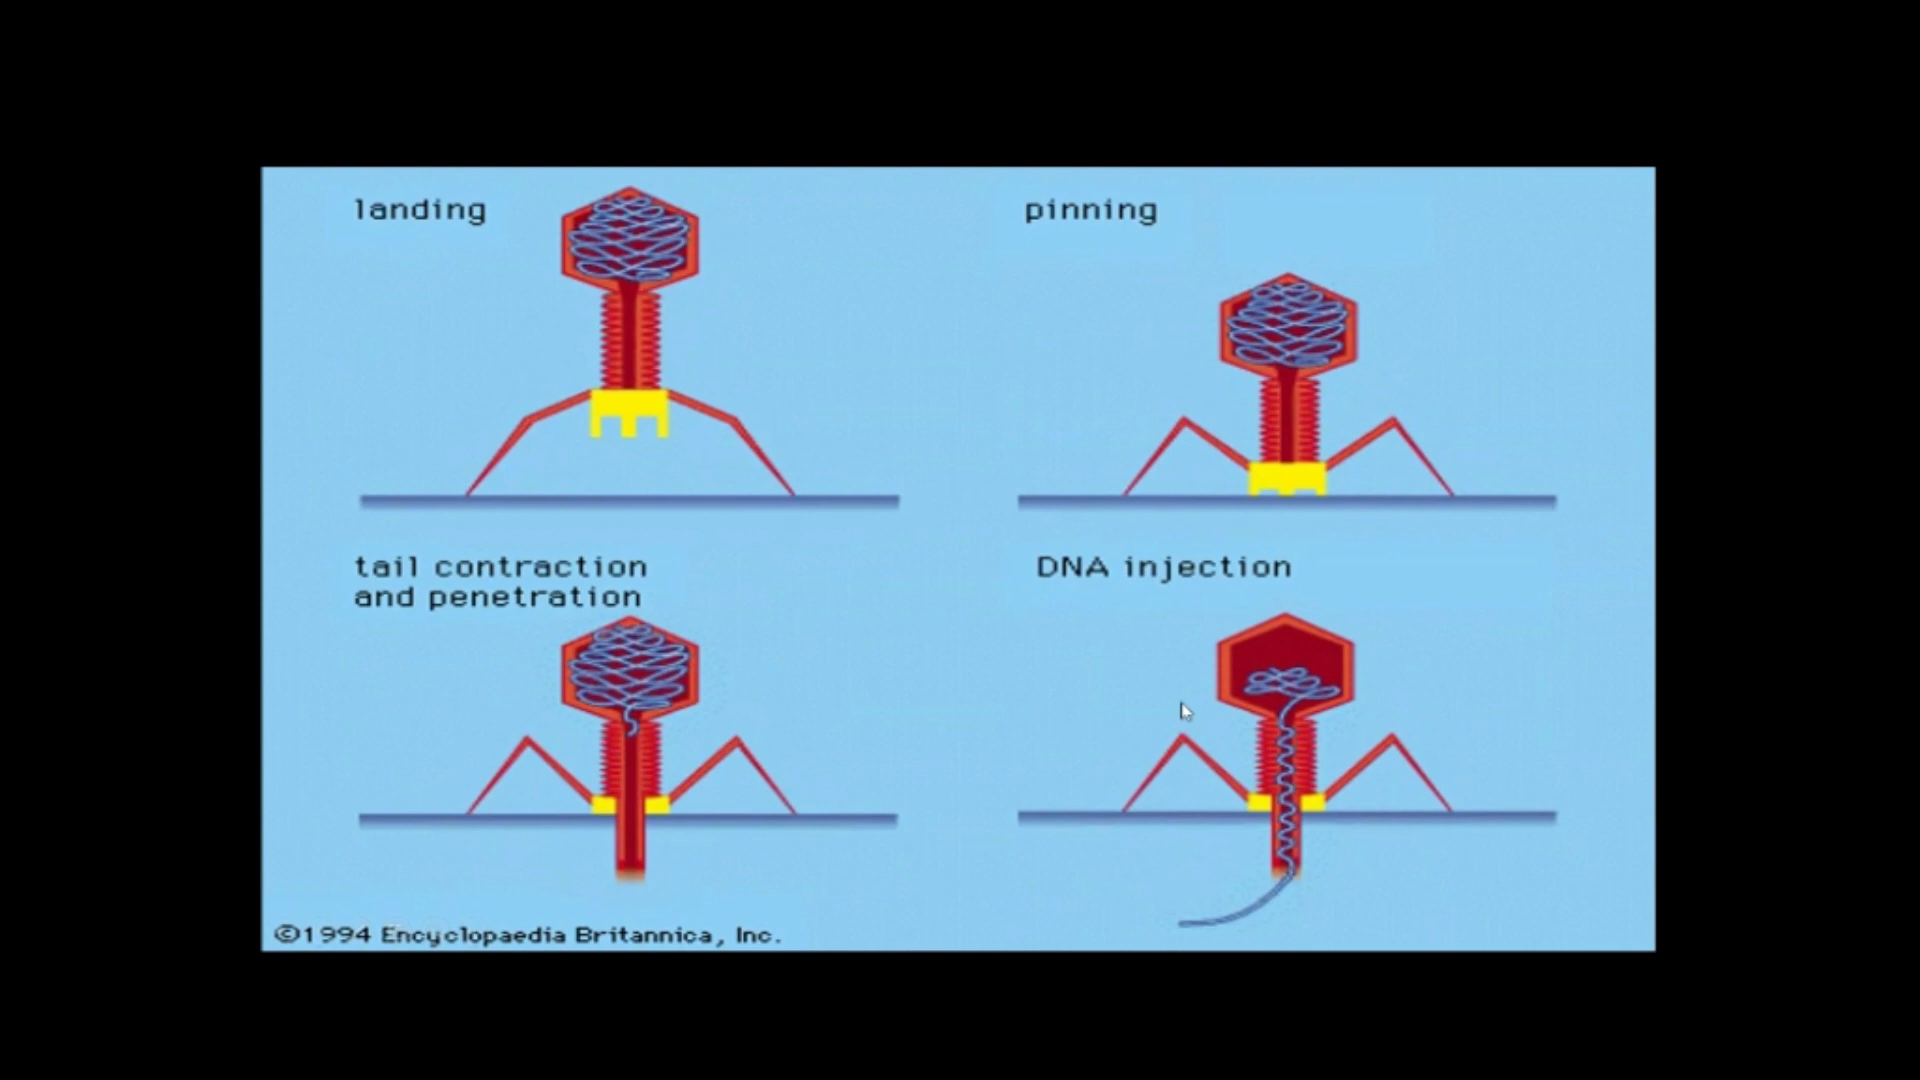 landing
pinning
tail contraction
and penetration
DNA injection
©1994 Encyclopaedia Britannica, Inc.